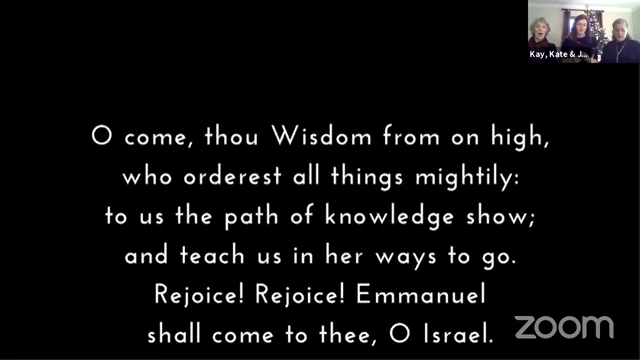 Kay, Kate & J...
O come, thou Wisdom from on high,
who orderest all things mightily:
to us the path of knowledge show;
and teach us in her ways to go.
Rejoice! Rejoice! Emmanuel
shall come to thee, O Israel.
zoom